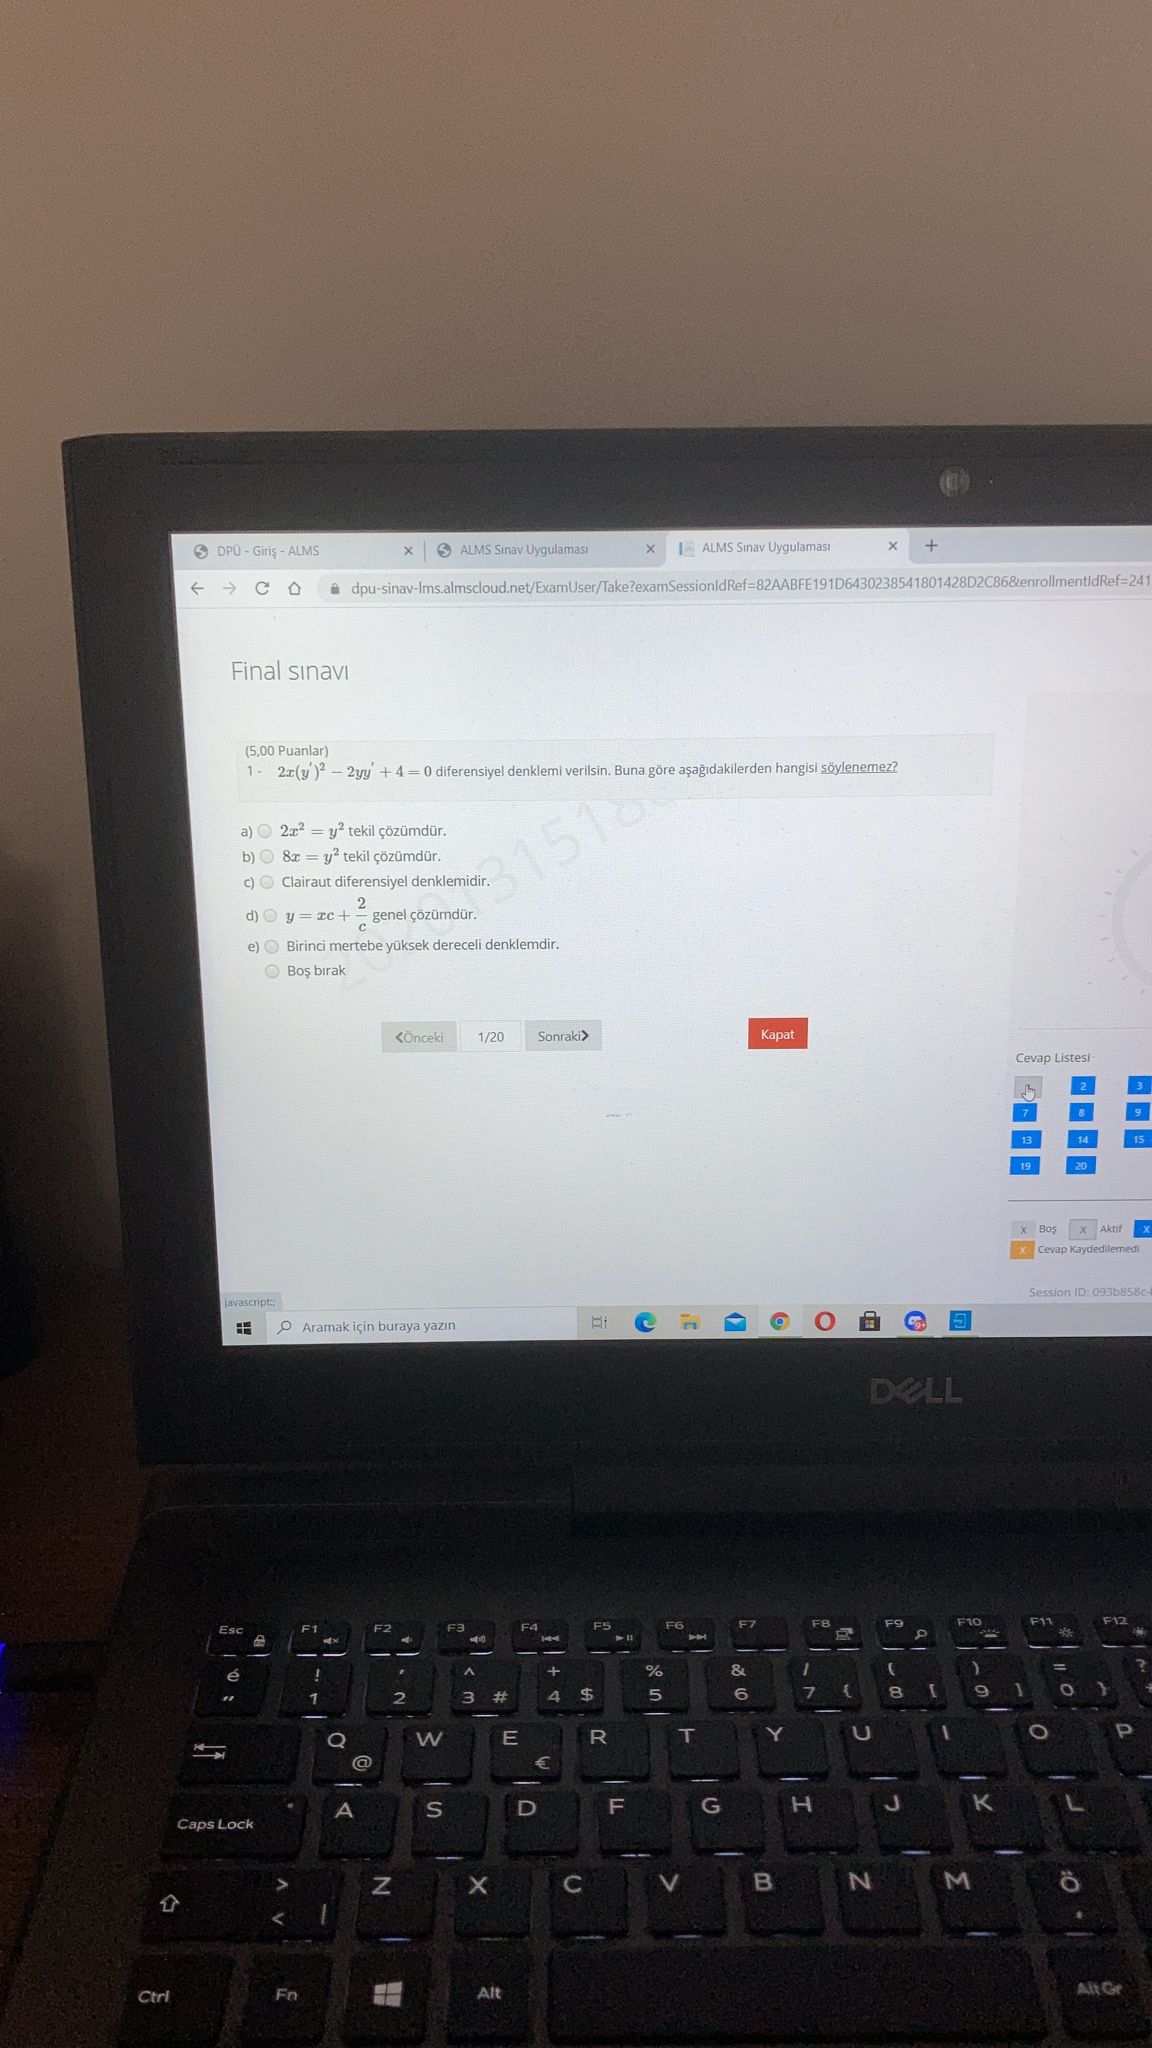 DPÜ - Giriş - ALMS
ALMS Sınav Uygulaması
ALMS Sınav Uygulaması
dpu-sinav-lms.almscloud.net/ExamUser/Take?examSessionIdRef=82AABFE191D6430238541801428D2C86&enrollmentIdRef=241
Final sınavı
(5,00 Puanlar)
1 - 2x(y')² − 2yy' + 4 = 0 diferensiyel denklemi verilsin. Buna göre aşağıdakilerden hangisi söylenemez?
a) 2x² = y² tekil çözümdür.
b) 8x = y² tekil çözümdür.
c) Clairaut diferensiyel denklemidir.
d) y = xc + 2/c genel çözümdür.
e) Birinci mertebe yüksek dereceli denklemdir.
Boş bırak
Önceki 1/20 Sonraki
Kapat
Cevap Listesi
2 3
7 8 9
13 14 15
19 20
X Boş X Aktif X
X Cevap Kaydedilemedi
Session ID: 093b858c-
javascript:;
Aramak için buraya yazın
9+
DELL
Esc F1 F2 F3 F4 F5 F6 F7 F8 F9 F10 F11 F12
é ! ' ^ + % & / ( ) = ?
" 1 2 3 # 4 $ 5 6 7 { 8 [ 9 ] 0 }
Q @ W E € R T Y U I O P
Caps Lock A S D F G H J K L
> < | Z X C V B N M Ö
Ctrl Fn Alt Alt Gr